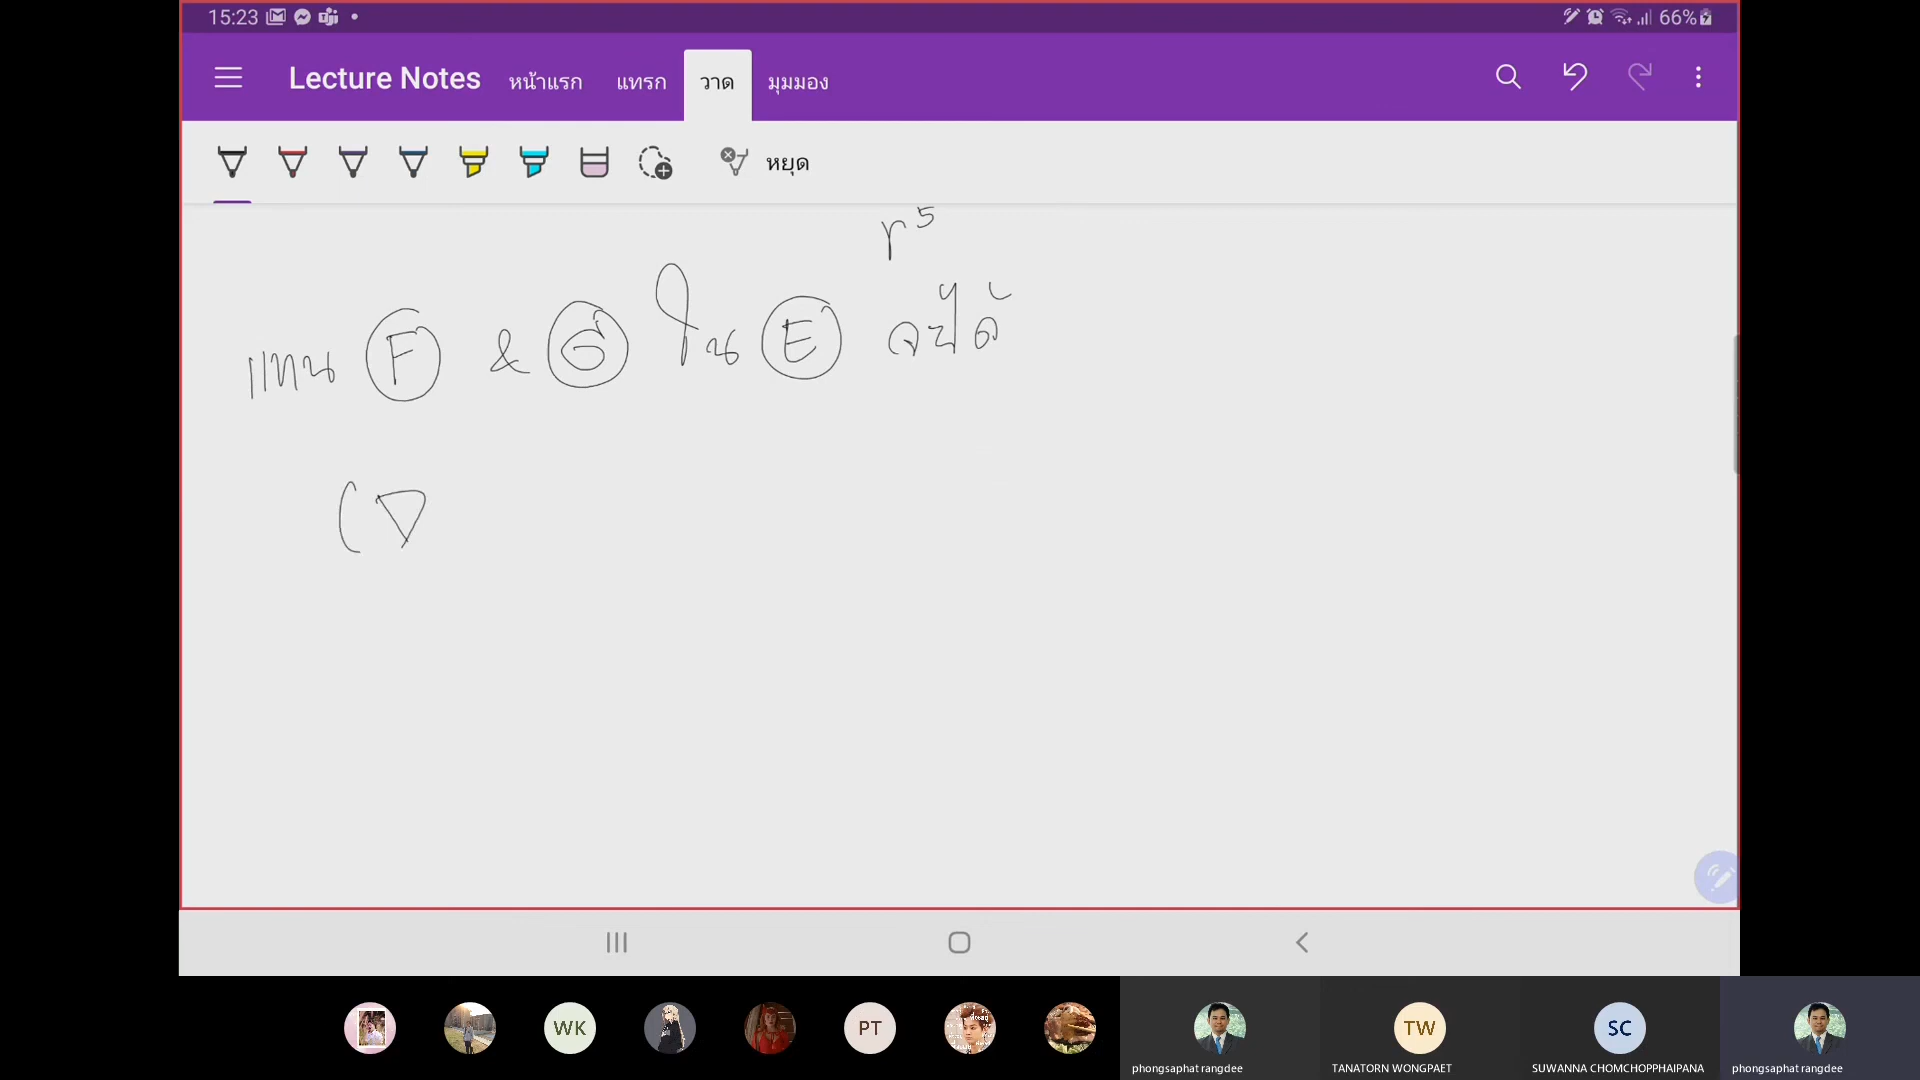 15:23 66%
Lecture Notes หน้าแรก แทรก วาด มุมมอง
หยุด
r⁵
แทน F & G ใน E จะได้
(∇
WK PT TW SC
phongsaphat rangdee TANATORN WONGPAET SUWANNA CHOMCHOPPHAIPANA phongsaphat rangdee